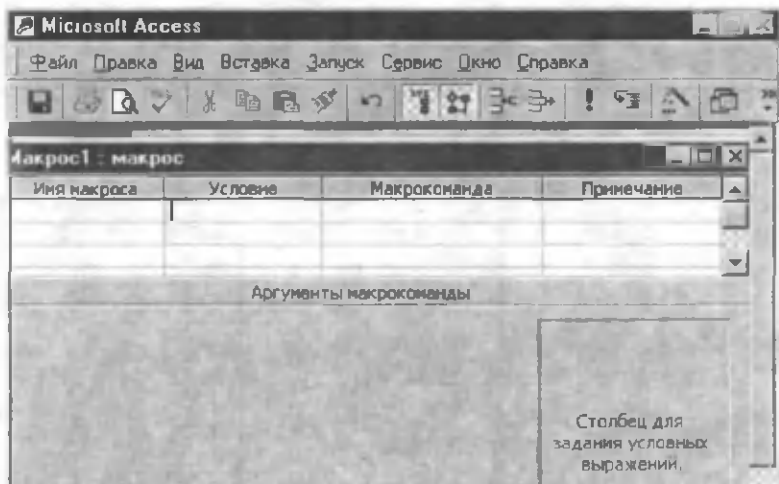 Microsoft Access
Файл Правка Вид Вставка Запуск Сервис Окно Справка
Макрос1 : макрос
Имя макроса Условие Макрокоманда Примечание
Аргументы макрокоманды
Столбец для
задания условных
выражений.